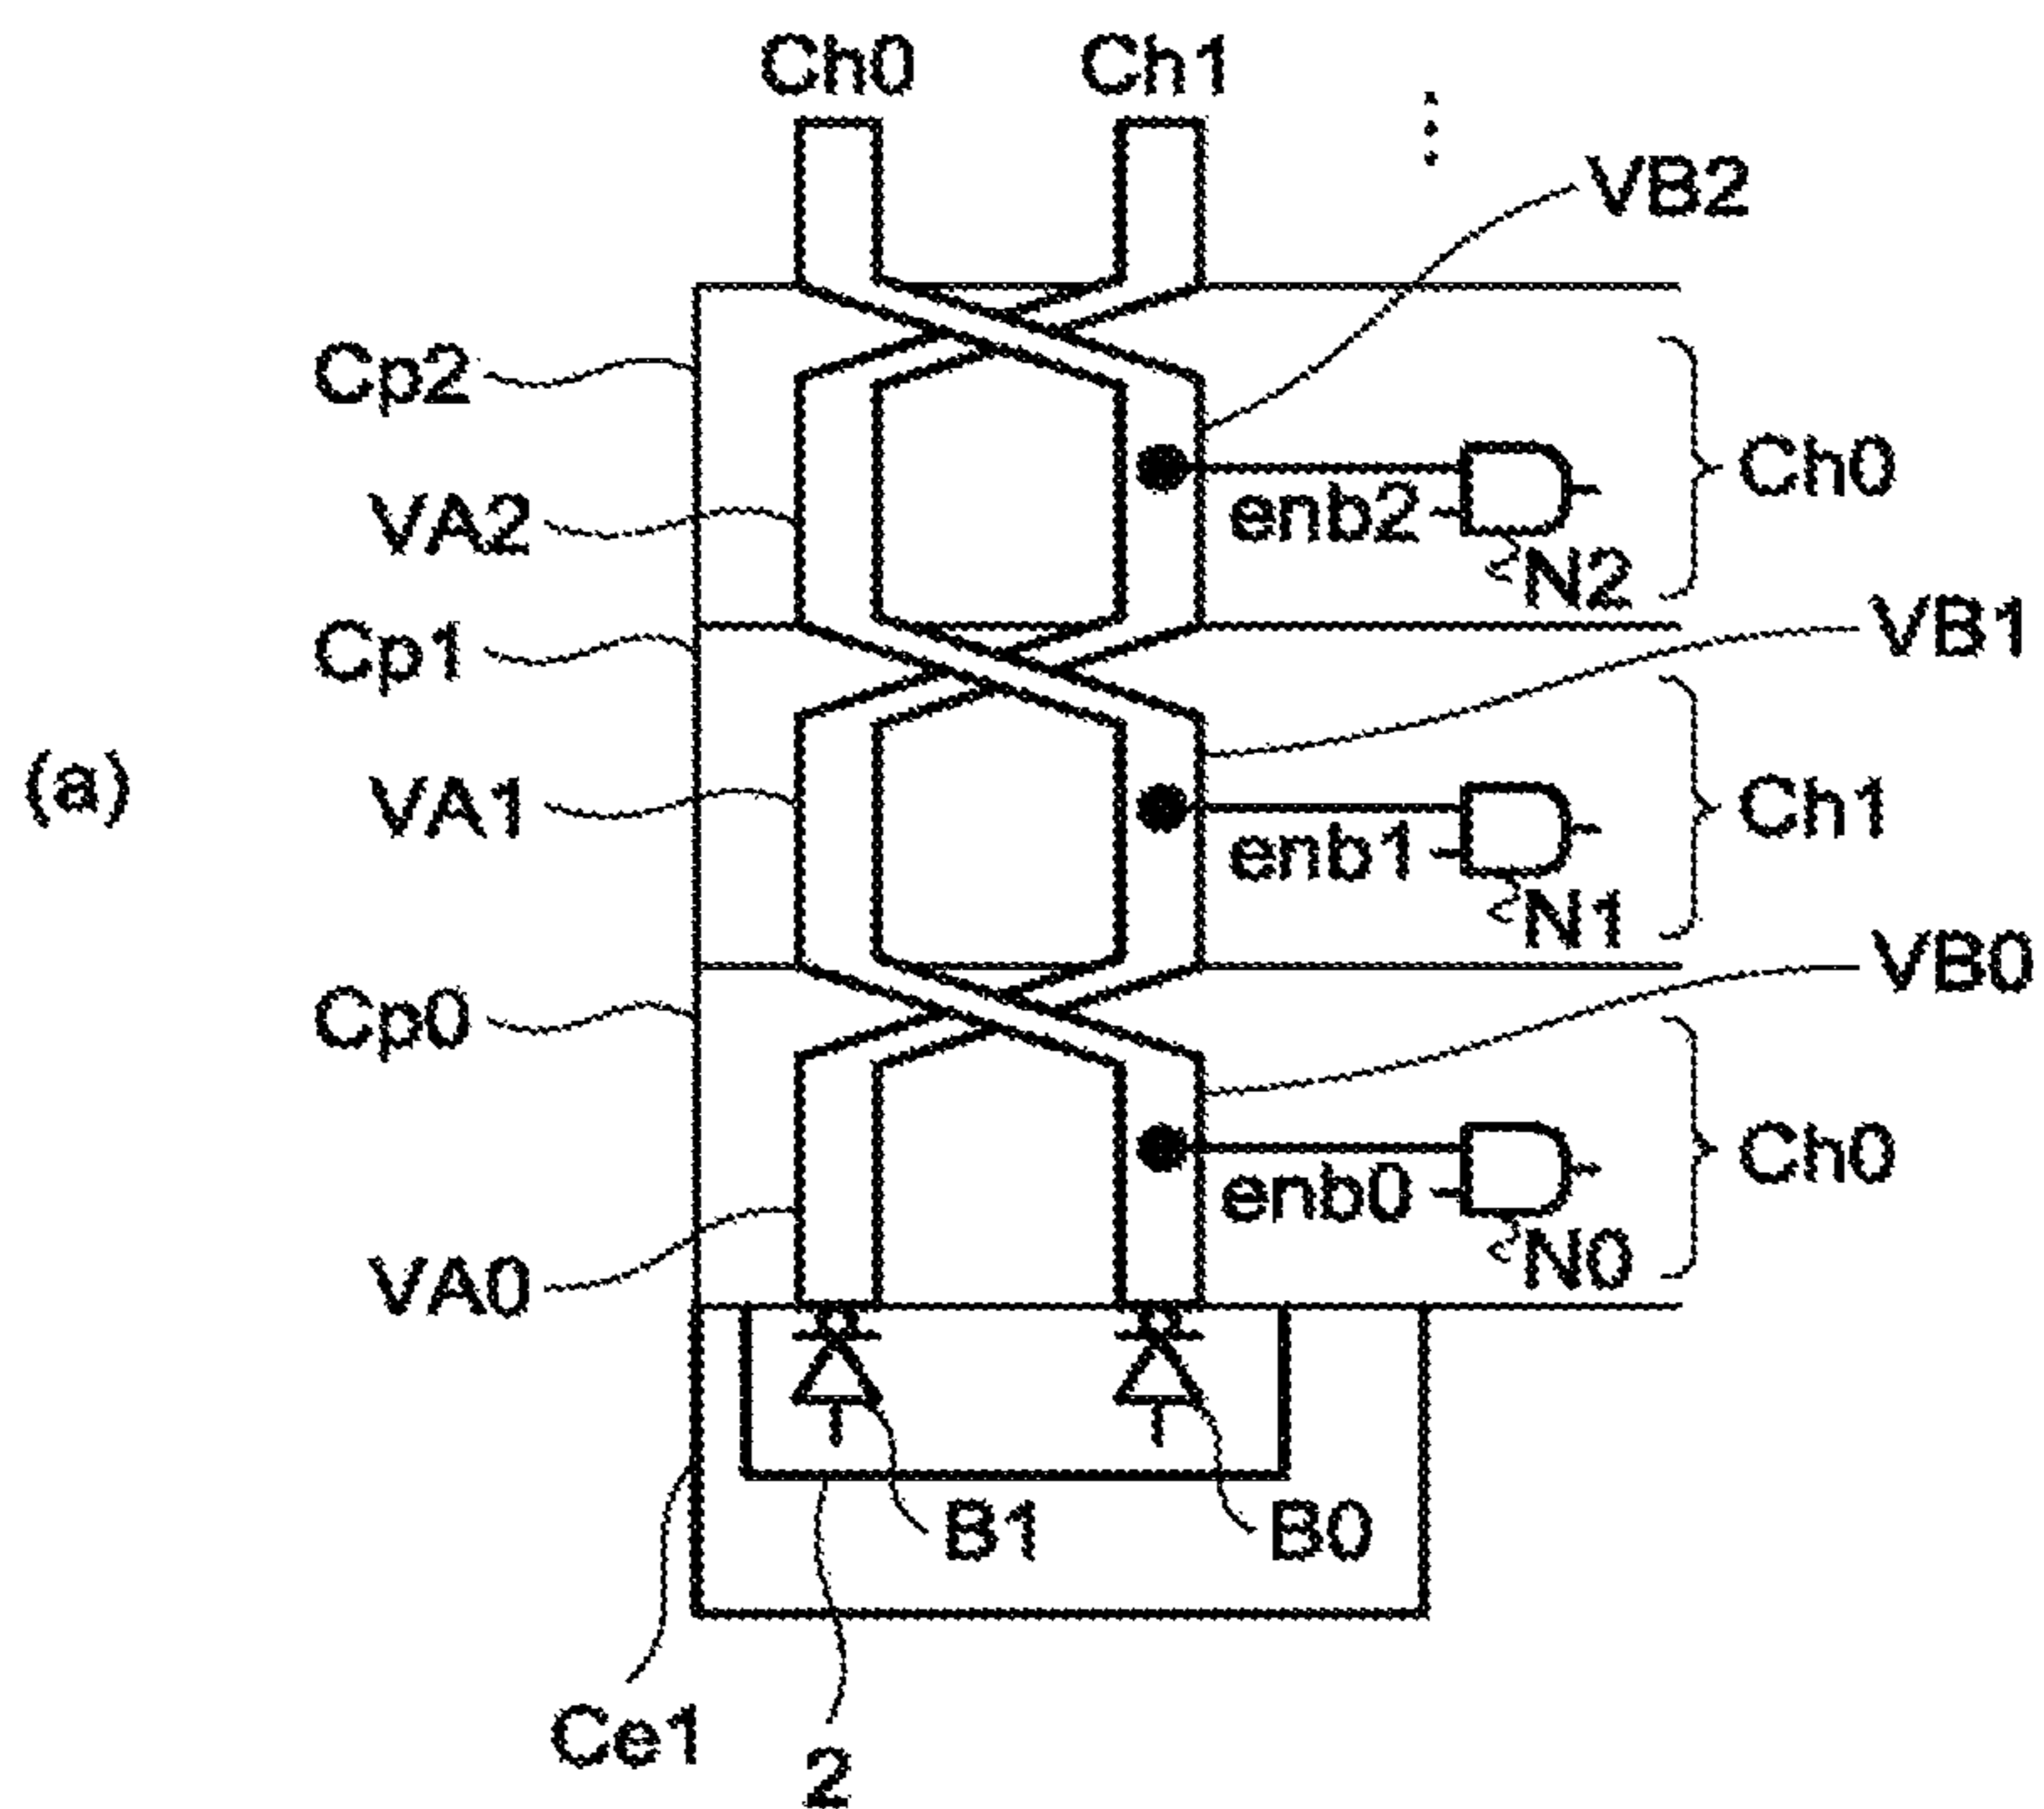 Ch0 Ch1
VB2
Cp2
Ch0
VA2 enb2
N2
Cp1 VB1
(a) VA1 Ch1
enb1
N1
VB0
Cp0
Ch0
enb0
VA0 N0
B1 B0
Ce1
2